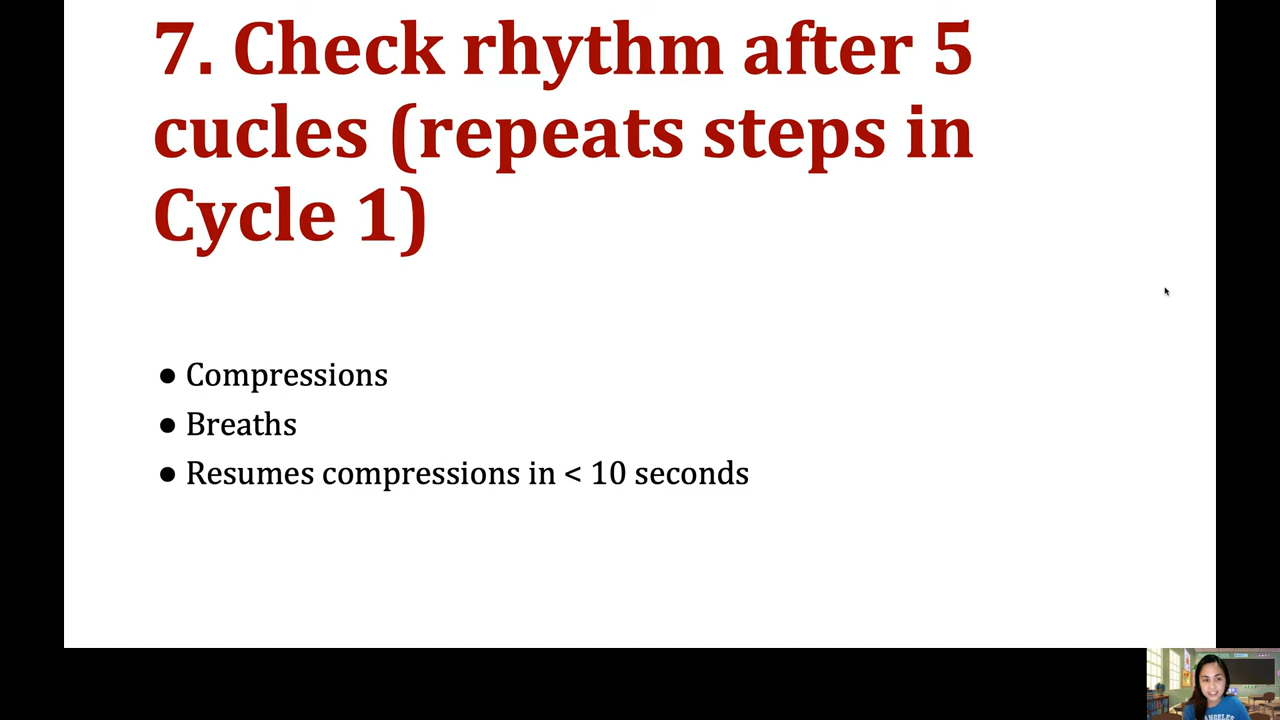 7. Check rhythm after 5
cucles (repeats steps in
Cycle 1)
● Compressions
● Breaths
● Resumes compressions in < 10 seconds